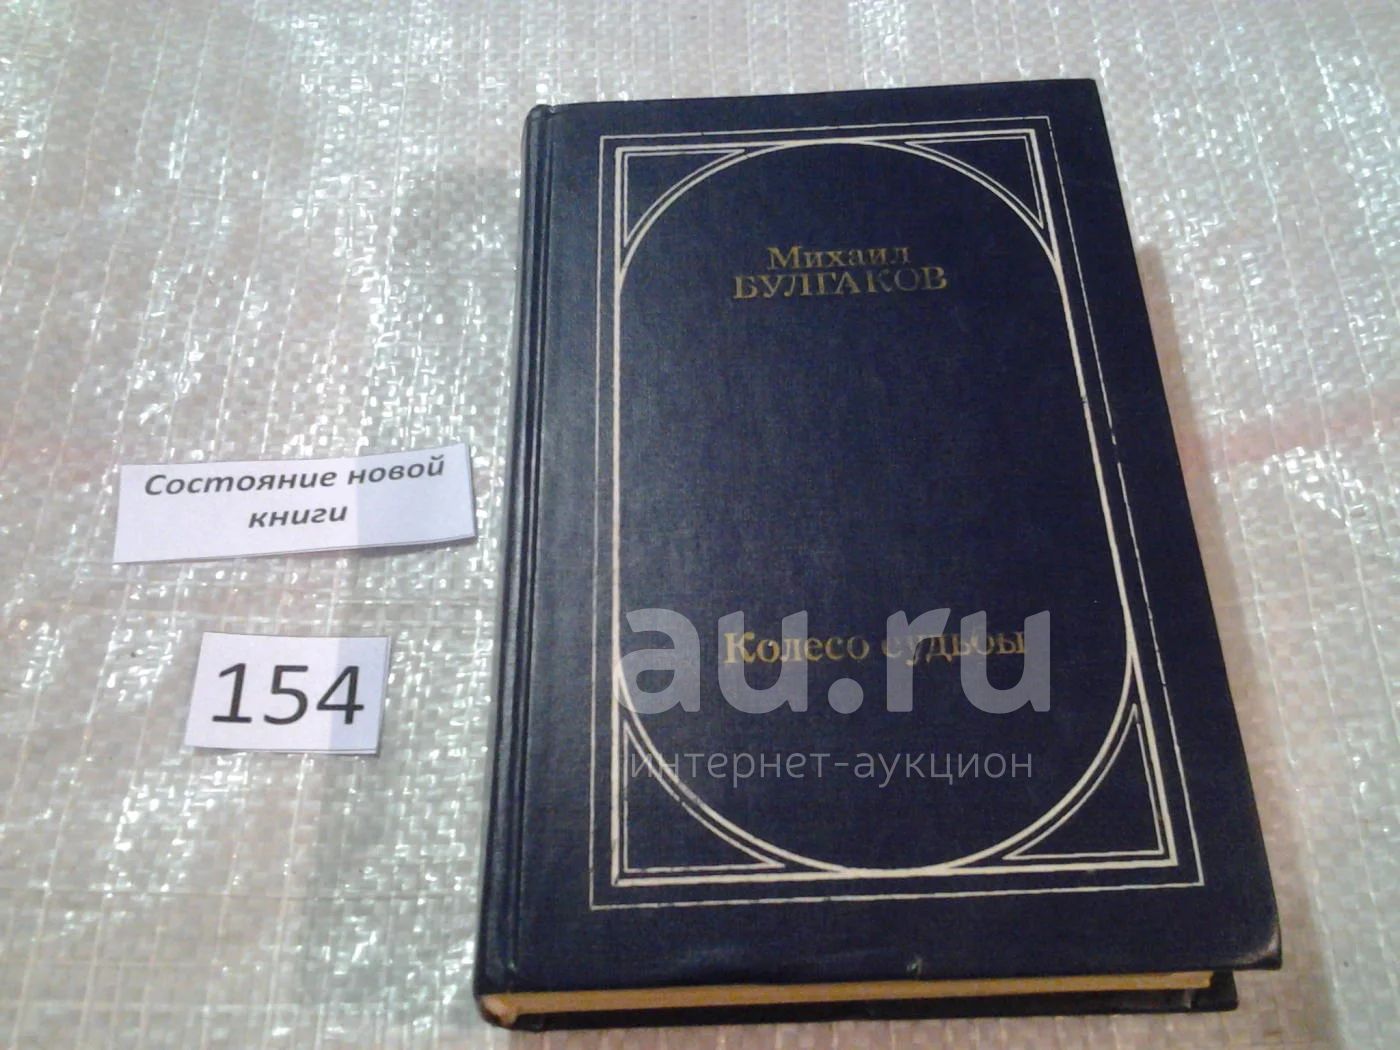 Михаил
БУЛГАКОВ
Состояние новой
книги
154
Колесо судьбы
au.ru
интернет-аукцион